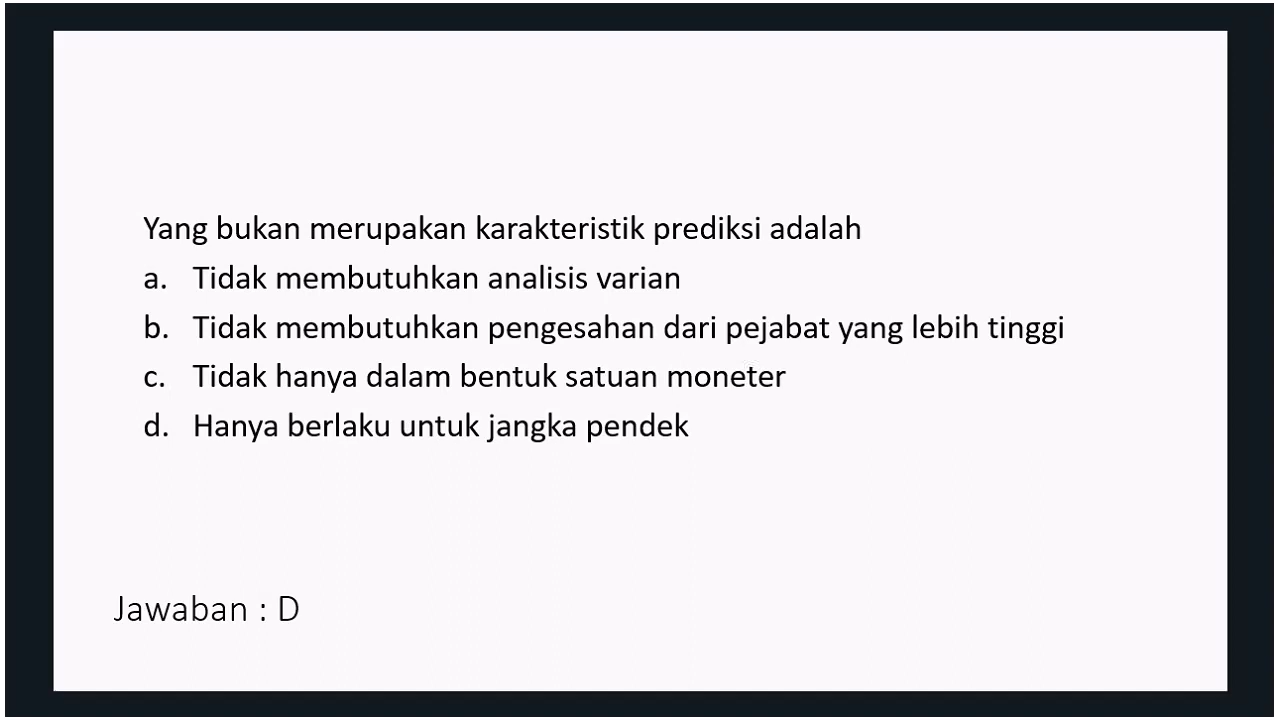 Yang bukan merupakan karakteristik prediksi adalah
a. Tidak membutuhkan analisis varian
b. Tidak membutuhkan pengesahan dari pejabat yang lebih tinggi
c. Tidak hanya dalam bentuk satuan moneter
d. Hanya berlaku untuk jangka pendek
Jawaban : D